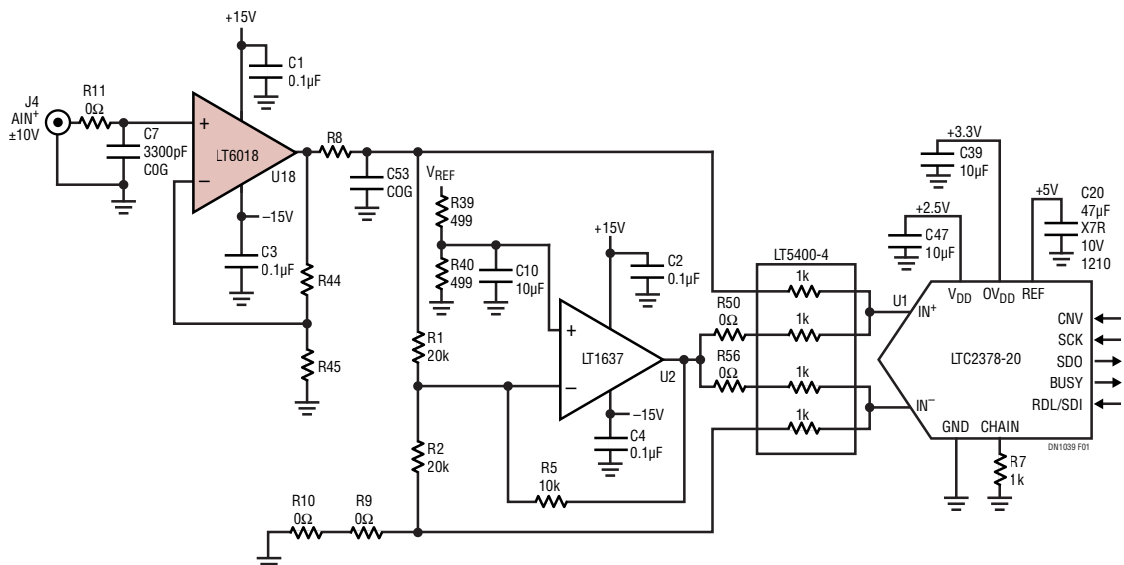 +15V
C1
0.1µF
R11
0Ω
J4
AIN+
±10V
C7
3300pF
COG
+
−
LT6018
U18
−15V
C3
0.1µF
R8
C53
COG
R44
R45
VREF
R39
499
R40
499
C10
10µF
R1
20k
R2
20k
R10
0Ω
R9
0Ω
+15V
C2
0.1µF
+
−
LT1637
U2
−15V
C4
0.1µF
R5
10k
R50
0Ω
R56
0Ω
LT5400-4
1k
1k
1k
1k
+3.3V
C39
10µF
+2.5V
C47
10µF
+5V
C20
47µF
X7R
10V
1210
U1
VDD
OVDD
REF
IN+
IN−
LTC2378-20
CNV
SCK
SDO
BUSY
RDL/SDI
GND
CHAIN
R7
1k
DN1039 F01